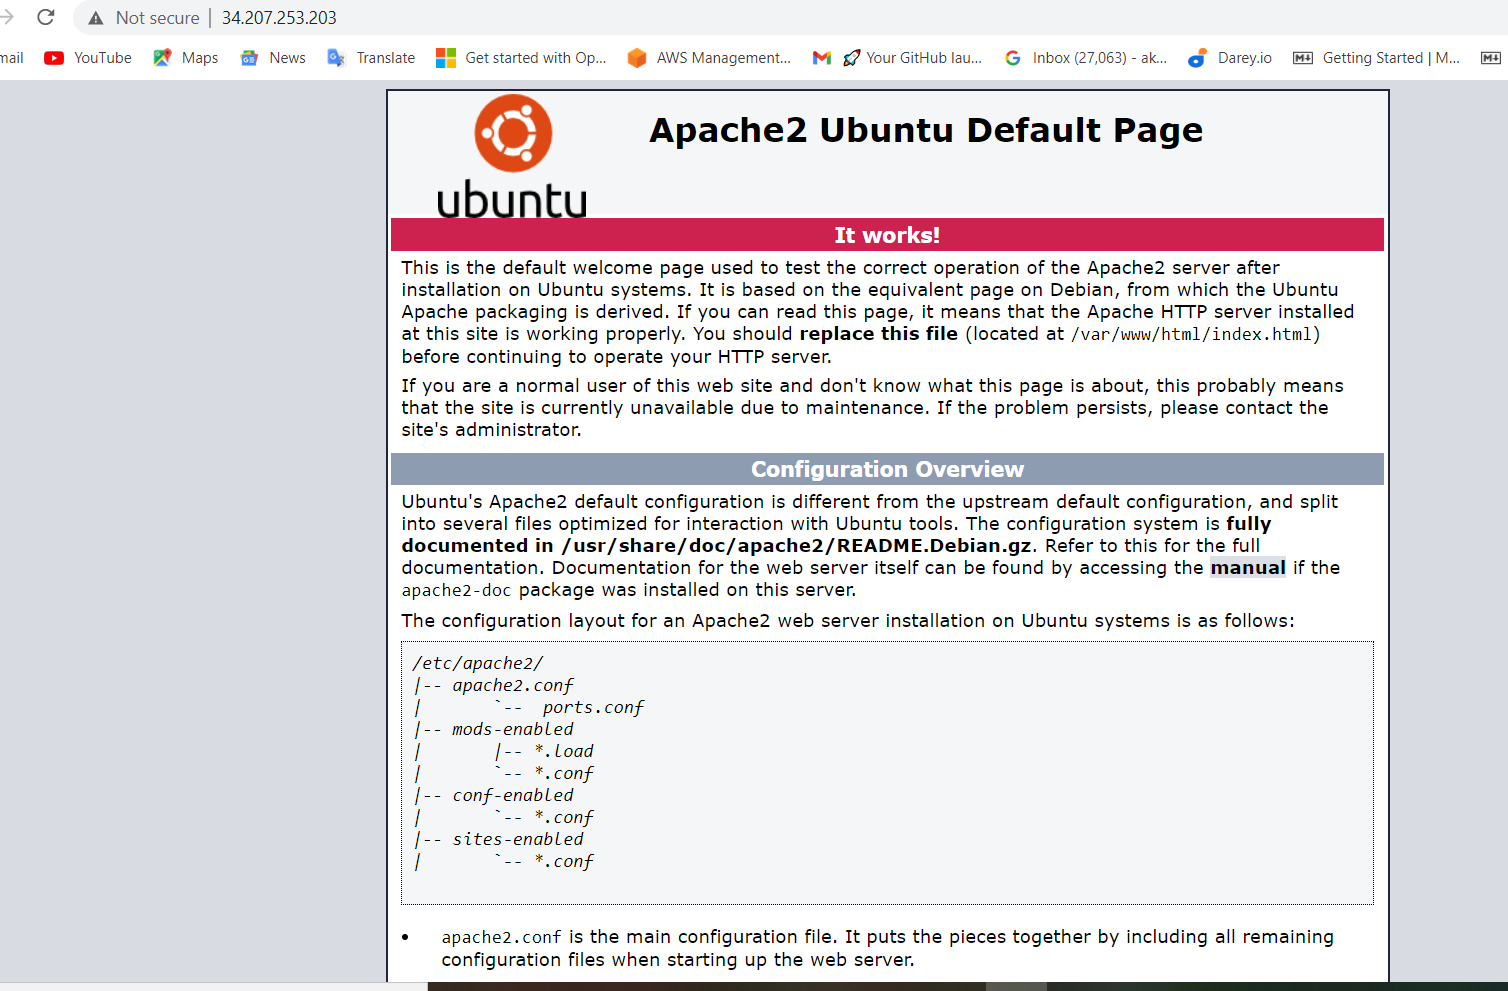 Not secure | 34.207.253.203
mail YouTube Maps News Translate Get started with Op... AWS Management... Your GitHub lau... Inbox (27,063) - ak... Darey.io Getting Started | M...
ubuntu
Apache2 Ubuntu Default Page
It works!
This is the default welcome page used to test the correct operation of the Apache2 server after
installation on Ubuntu systems. It is based on the equivalent page on Debian, from which the Ubuntu
Apache packaging is derived. If you can read this page, it means that the Apache HTTP server installed
at this site is working properly. You should replace this file (located at /var/www/html/index.html)
before continuing to operate your HTTP server.
If you are a normal user of this web site and don't know what this page is about, this probably means
that the site is currently unavailable due to maintenance. If the problem persists, please contact the
site's administrator.
Configuration Overview
Ubuntu's Apache2 default configuration is different from the upstream default configuration, and split
into several files optimized for interaction with Ubuntu tools. The configuration system is fully
documented in /usr/share/doc/apache2/README.Debian.gz. Refer to this for the full
documentation. Documentation for the web server itself can be found by accessing the manual if the
apache2-doc package was installed on this server.
The configuration layout for an Apache2 web server installation on Ubuntu systems is as follows:
/etc/apache2/
|-- apache2.conf
|       `--  ports.conf
|-- mods-enabled
|       |-- *.load
|       `-- *.conf
|-- conf-enabled
|       `-- *.conf
|-- sites-enabled
|       `-- *.conf
• apache2.conf is the main configuration file. It puts the pieces together by including all remaining
configuration files when starting up the web server.